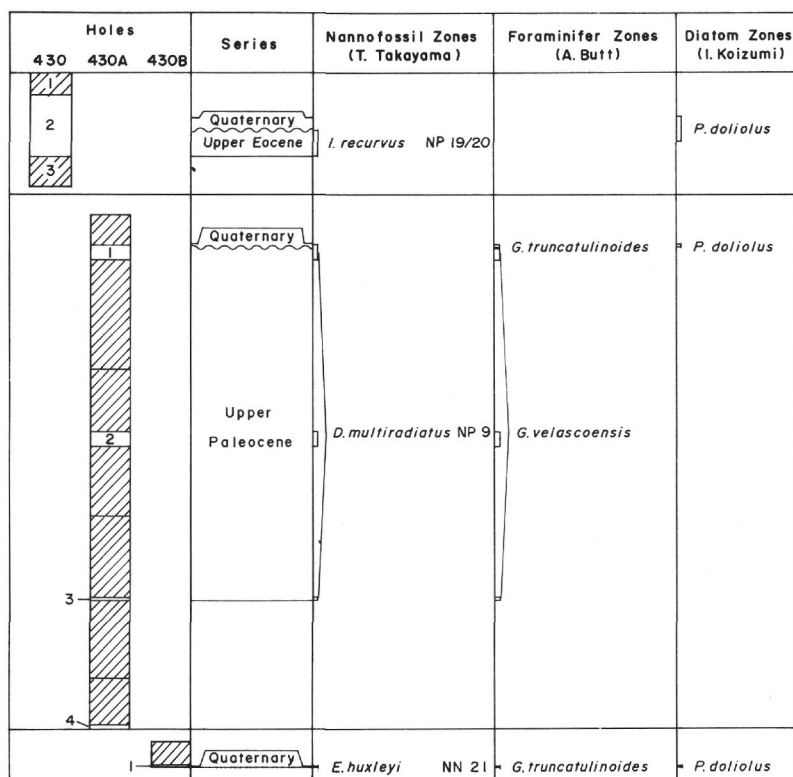 Holes
430 430A 430B
Series
Nannofossil Zones
(T. Takayama)
Foraminifer Zones
(A. Butt)
Diatom Zones
(I. Koizumi)
1
2
3
Quaternary
Upper Eocene
I. recurvus NP 19/20
P. doliolus
1
2
3
4
Quaternary
G. truncatulinoides
P. doliolus
Upper
Paleocene
D. multiradiatus NP 9
G. velascoensis
1
Quaternary
E. huxleyi NN 21
G. truncatulinoides
P. doliolus